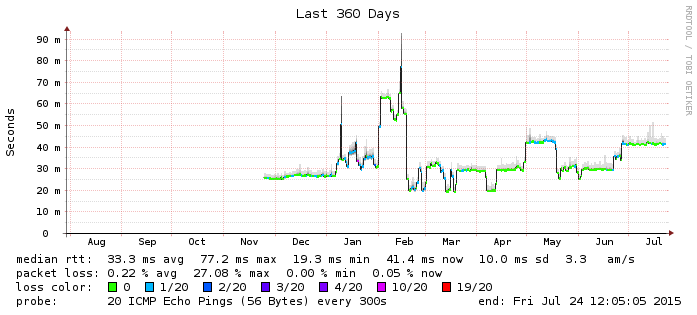 Last 360 Days
RRDTOOL / TOBI OETIKER
Seconds
90 m
80 m
70 m
60 m
50 m
40 m
30 m
20 m
10 m
0
Aug Sep Oct Nov Dec Jan Feb Mar Apr May Jun Jul
median rtt: 33.3 ms avg 77.2 ms max 19.3 ms min 41.4 ms now 10.0 ms sd 3.3 am/s
packet loss: 0.22 % avg 27.08 % max 0.00 % min 0.05 % now
loss color: 0 1/20 2/20 3/20 4/20 10/20 19/20
probe: 20 ICMP Echo Pings (56 Bytes) every 300s end: Fri Jul 24 12:05:05 2015